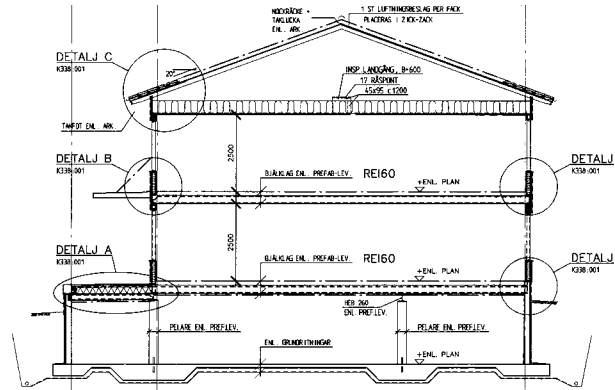 NOCKRÄCKE +
TAKLUCKA
ENL. ARK.
1 ST LUFTNINGSBESLAG PER FACK
PLACERAS I ZICK-ZACK
DETALJ C
K338:001
20°
INSP LANDGÅNG, B=600
17 RÅSPONT
45x95 c1200
TAKFOT ENL. ARK.
2500
DETALJ B
K338:001
BJÄLKLAG ENL. PREFAB-LEV.
REI60
+ENL. PLAN
DETALJ
K338:001
2500
DETALJ A
K338:001
BJÄLKLAG ENL. PREFAB-LEV.
REI60
+ENL. PLAN
DETALJ
K338:001
HEB 260
ENL. PREF.LEV.
PELARE ENL. PREF.LEV.
PELARE ENL. PREF.LEV.
ENL. GRUNDRITNINGAR
+ENL. PLAN